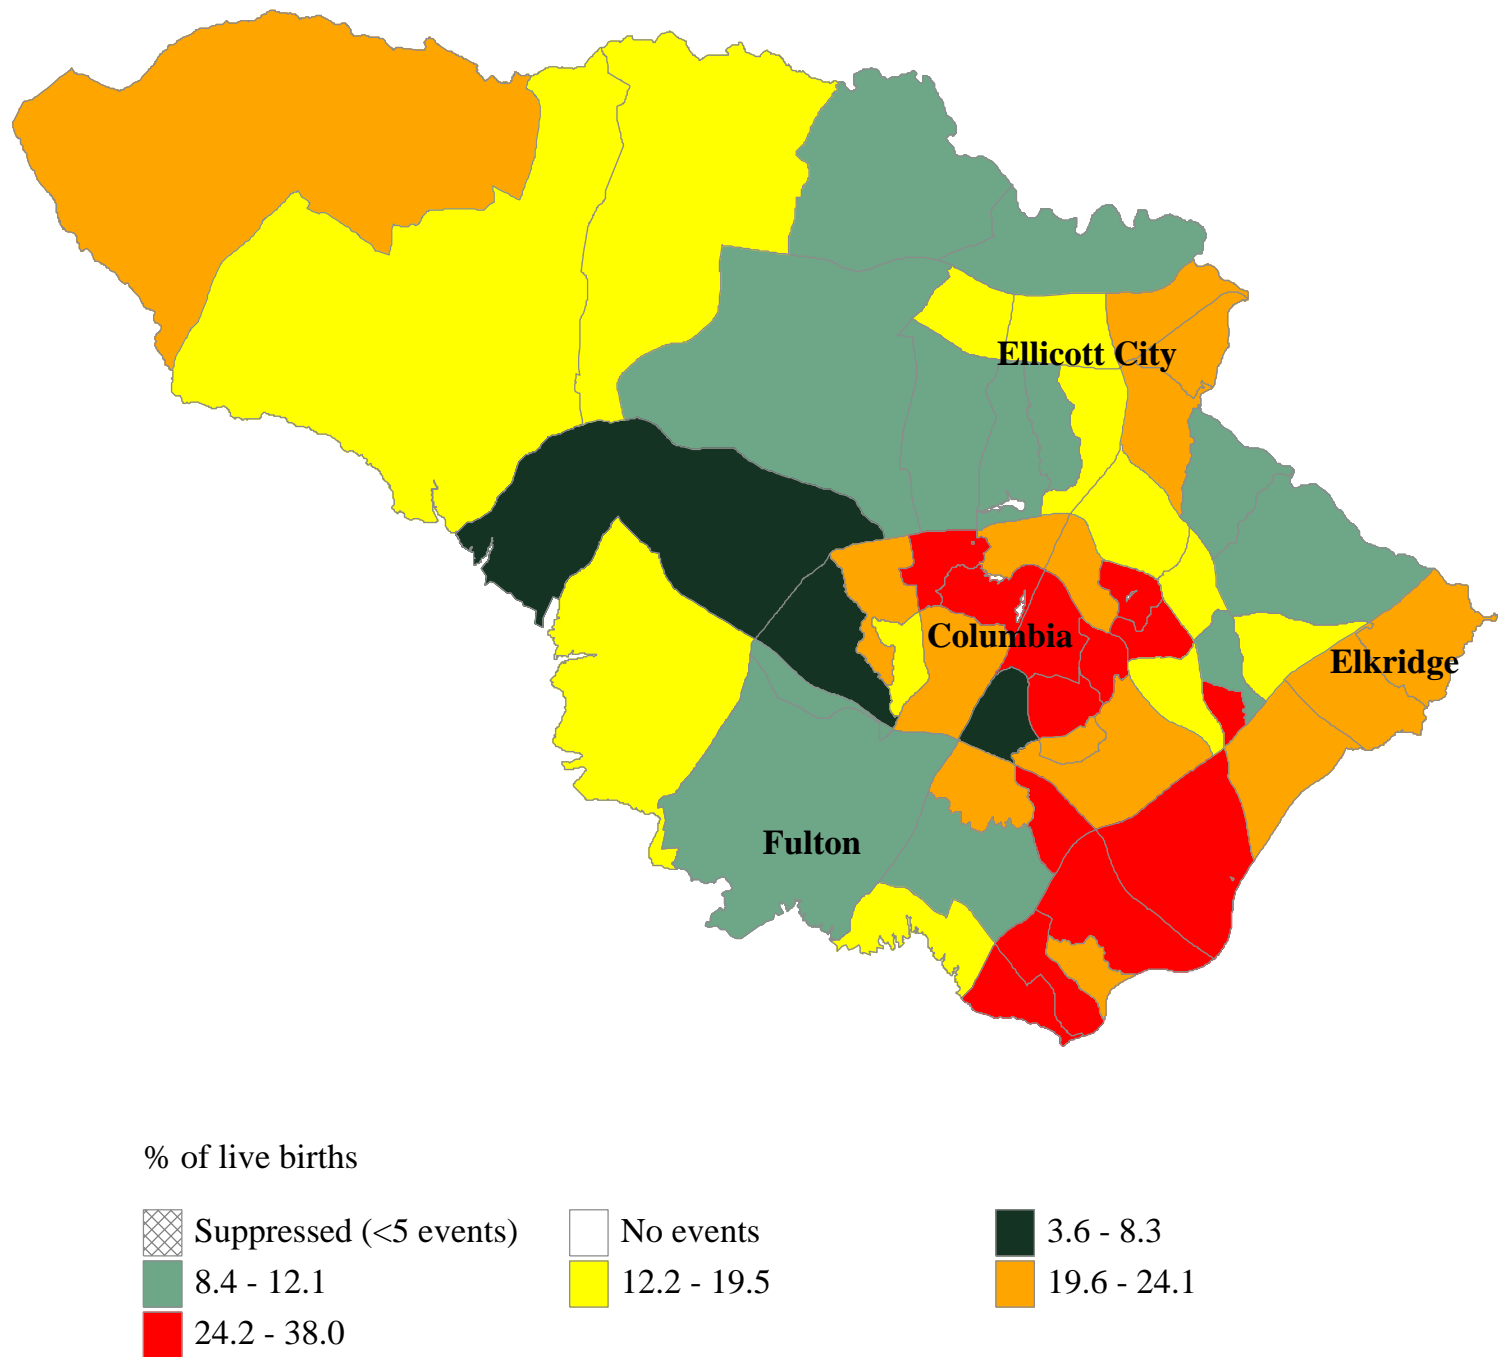 Ellicott City
Columbia
Elkridge
Fulton
% of live births
Suppressed (<5 events)
No events
3.6 - 8.3
8.4 - 12.1
12.2 - 19.5
19.6 - 24.1
24.2 - 38.0